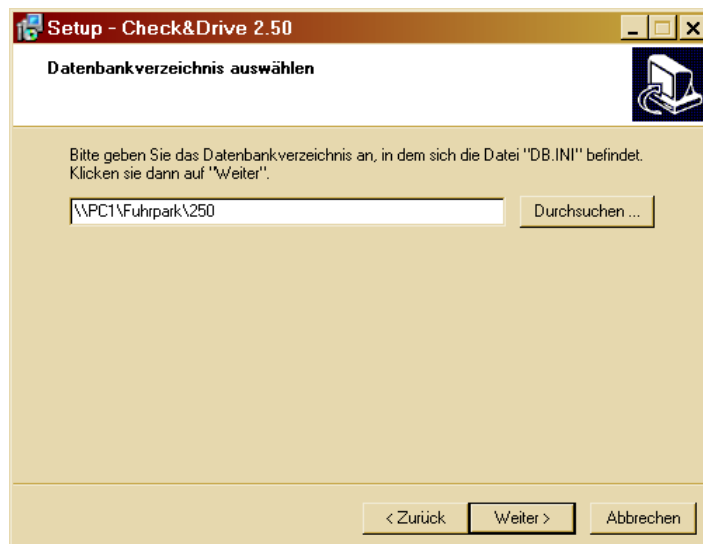 Setup - Check&Drive 2.50
Datenbankverzeichnis auswählen
Bitte geben Sie das Datenbankverzeichnis an, in dem sich die Datei "DB.INI" befindet.
Klicken sie dann auf "Weiter".
\\PC1\Fuhrpark\250
Durchsuchen ...
< Zurück
Weiter >
Abbrechen